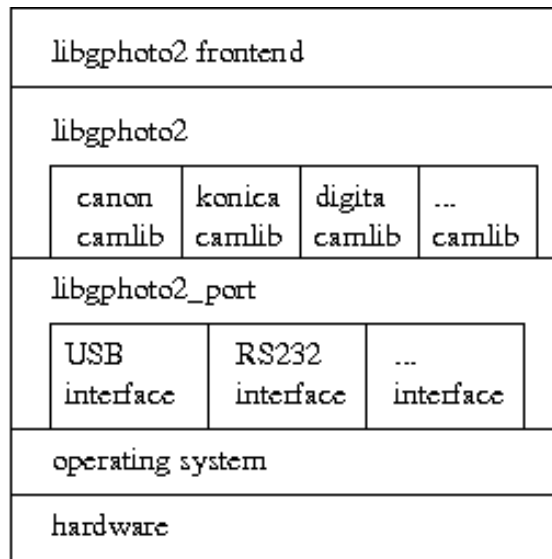 libgphoto2 frontend
libgphoto2
canon konica digita ...
camlib camlib camlib camlib
libgphoto2_port
USB RS232 ...
interface interface interface
operating system
hardware